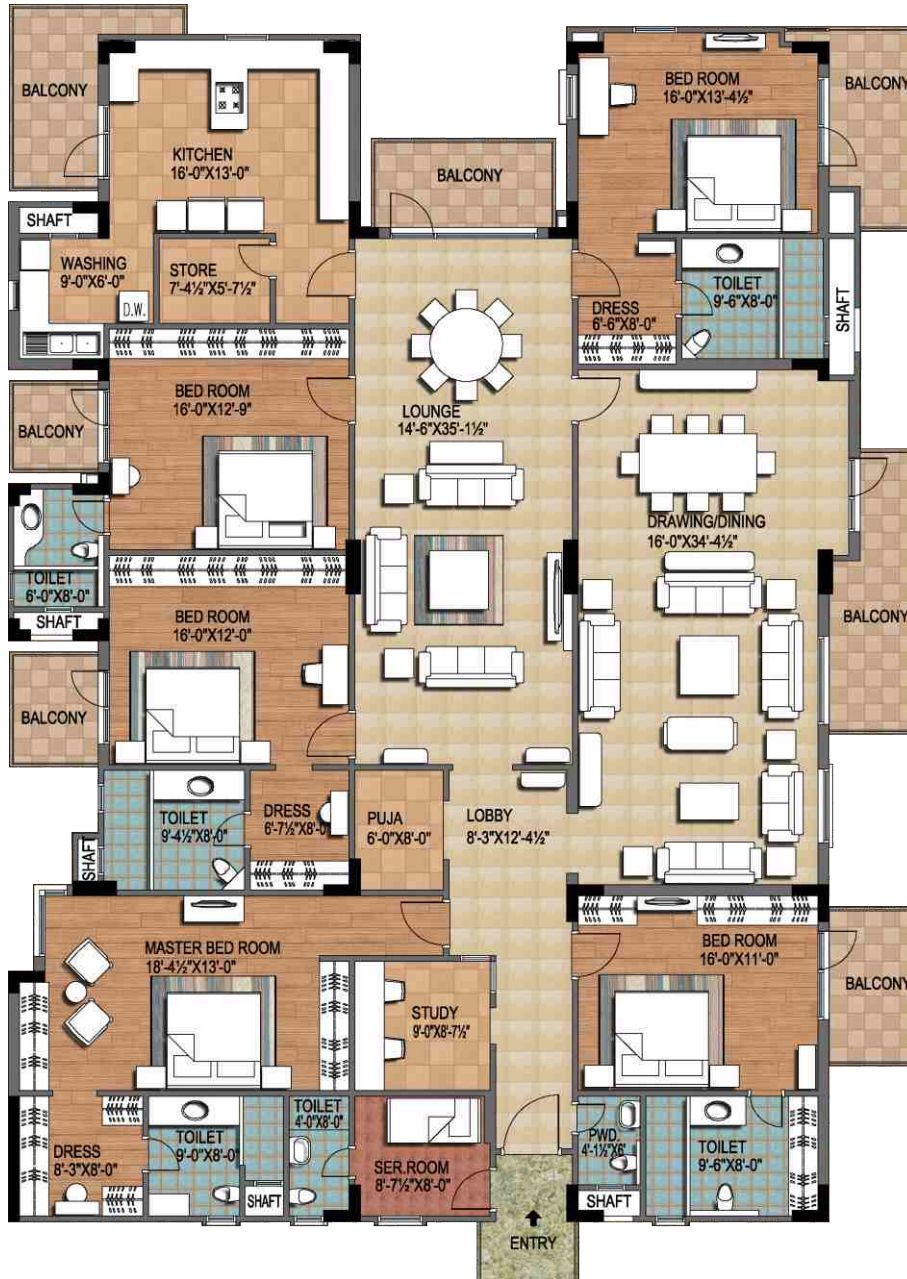 BALCONY
KITCHEN
16'-0"X13'-0"
BALCONY
BED ROOM
16'-0"X13'-4½"
BALCONY
SHAFT
WASHING
9'-0"X6'-0"
D.W.
STORE
7'-4½"X5'-7½"
DRESS
6'-6"X8'-0"
TOILET
9'-6"X8'-0"
SHAFT
BED ROOM
16'-0"X12'-9"
BALCONY
LOUNGE
14'-6"X35'-1½"
DRAWING/DINING
16'-0"X34'-4½"
TOILET
6'-0"X8'-0"
SHAFT
BED ROOM
16'-0"X12'-0"
BALCONY
BALCONY
TOILET
9'-4½"X8'-0"
SHAFT
DRESS
6'-7½"X8'-0
PUJA
6'-0"X8'-0"
LOBBY
8'-3"X12'-4½"
MASTER BED ROOM
18'-4½"X13'-0"
STUDY
9'-0"X8'-7½"
BED ROOM
16'-0"X11'-0"
BALCONY
DRESS
8'-3"X8'-0"
TOILET
9'-0"X8'-0"
SHAFT
TOILET
4'-0"X8'-0"
SER.ROOM
8'-7½"X8'-0"
PWD.
4'-1½"X6'
SHAFT
TOILET
9'-6"X8'-0"
ENTRY